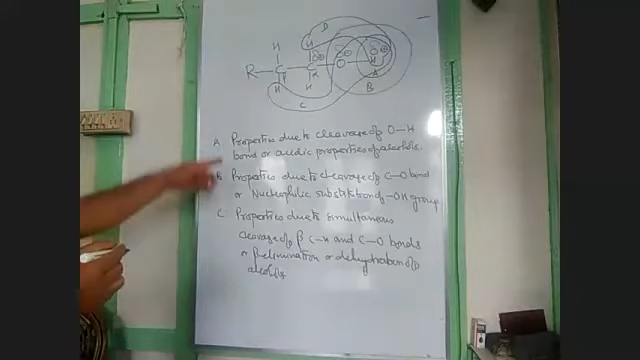 D
H H
R C C O H
β α
H H
A
B
C
A Properties due to cleavage of O-H
bond or acidic properties of alcohols.
B Properties due to cleavage of C-O bond
or Nucleophilic substitution of -OH group
C. Properties due to simultaneous
cleavage of β C-H and C-O bonds
or β elimination or dehydration of
alcohols